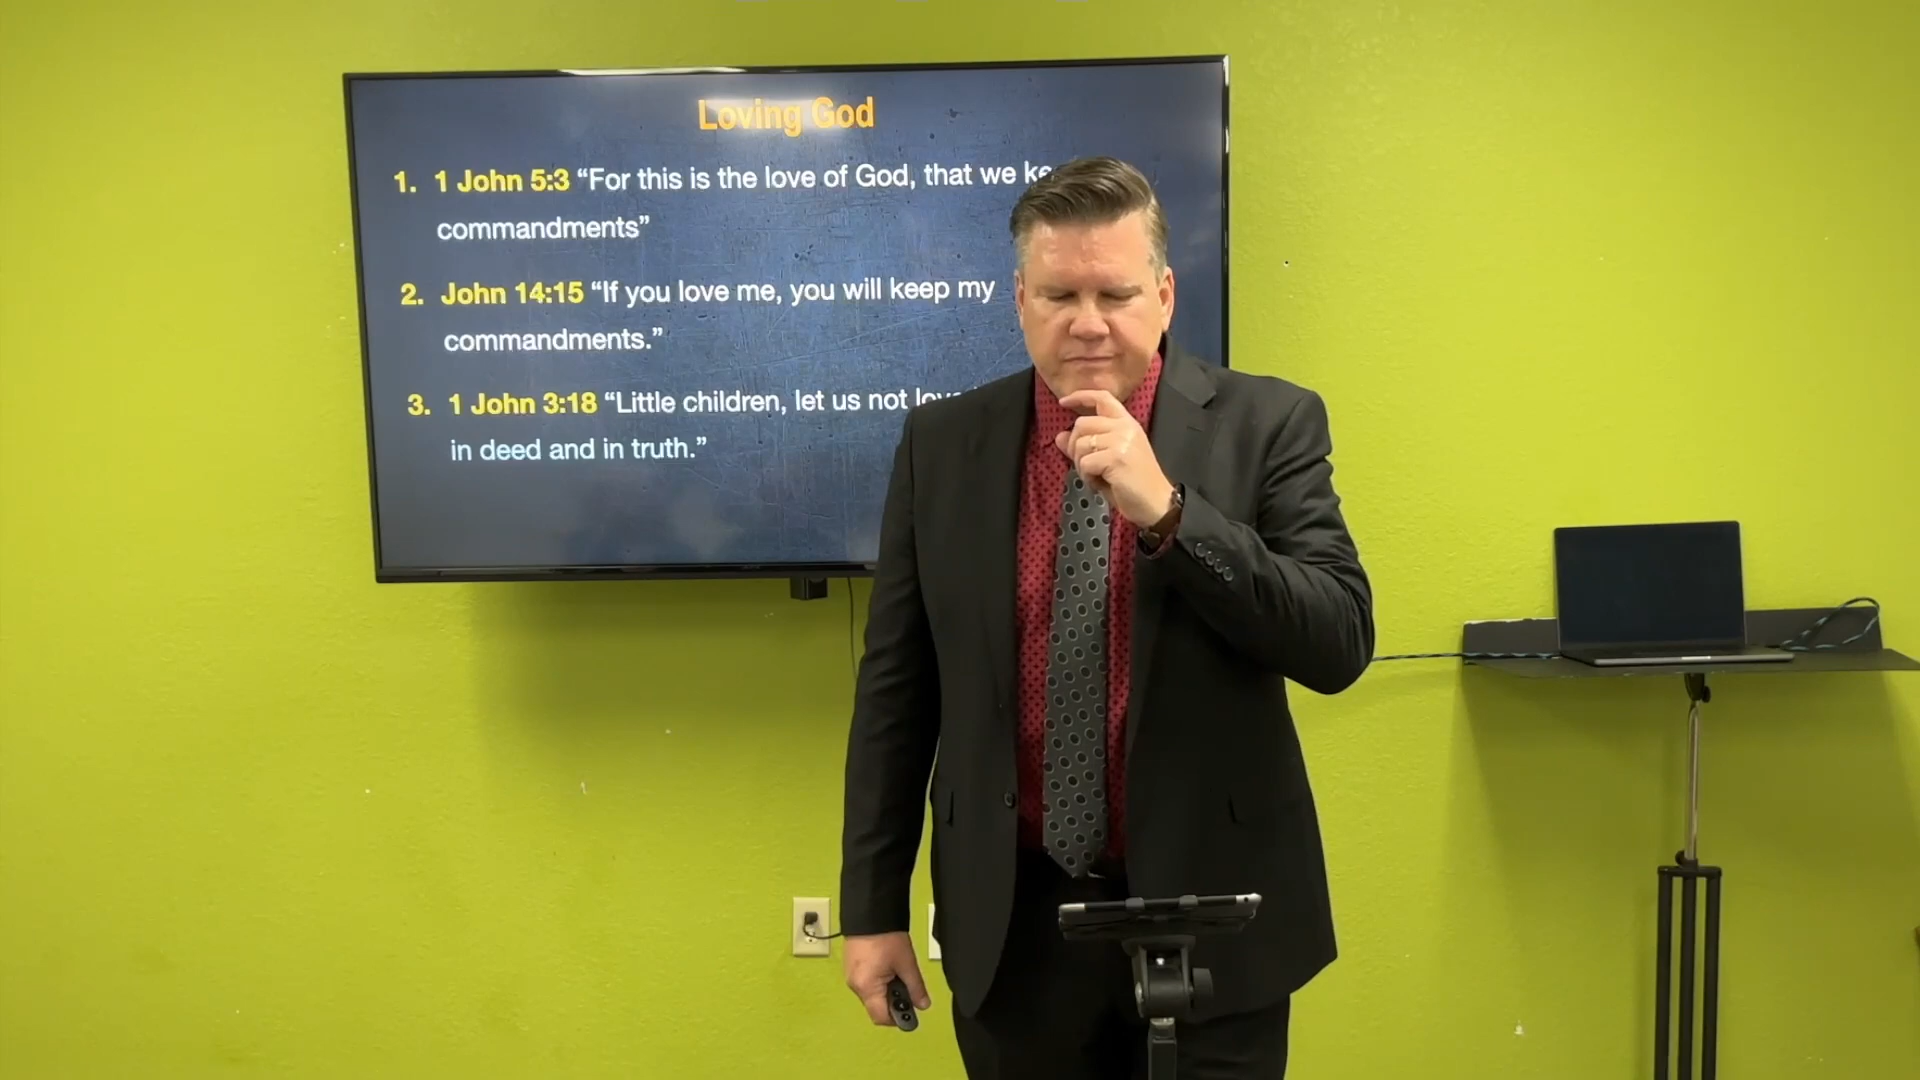 Loving God
1. 1 John 5:3 “For this is the love of God, that we
commandments”
2. John 14:15 “If you love me, you will keep my
commandments.”
3. 1 John 3:18 “Little children, let us not
in deed and in truth.”